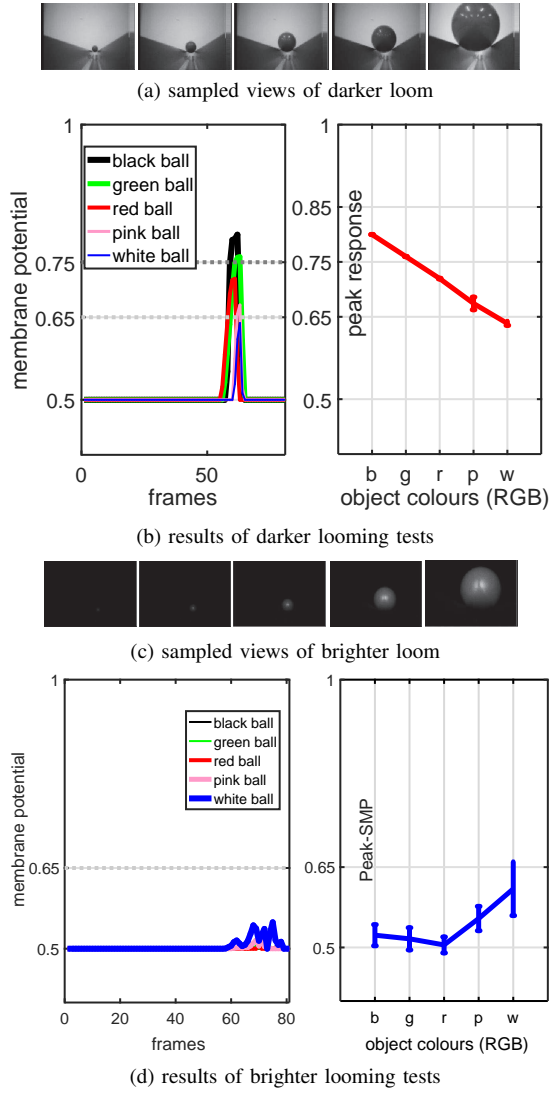 (a) sampled views of darker loom
1
0.75
0.65
0.5
0
50
membrane potential
frames
black ball
green ball
red ball
pink ball
white ball
1
0.85
0.75
0.65
0.5
peak response
b g r p w
object colours (RGB)
(b) results of darker looming tests
(c) sampled views of brighter loom
1
0.65
0.5
0 20 40 60 80
membrane potential
frames
black ball
green ball
red ball
pink ball
white ball
1
0.65
0.5
Peak-SMP
b g r p w
object colours (RGB)
(d) results of brighter looming tests